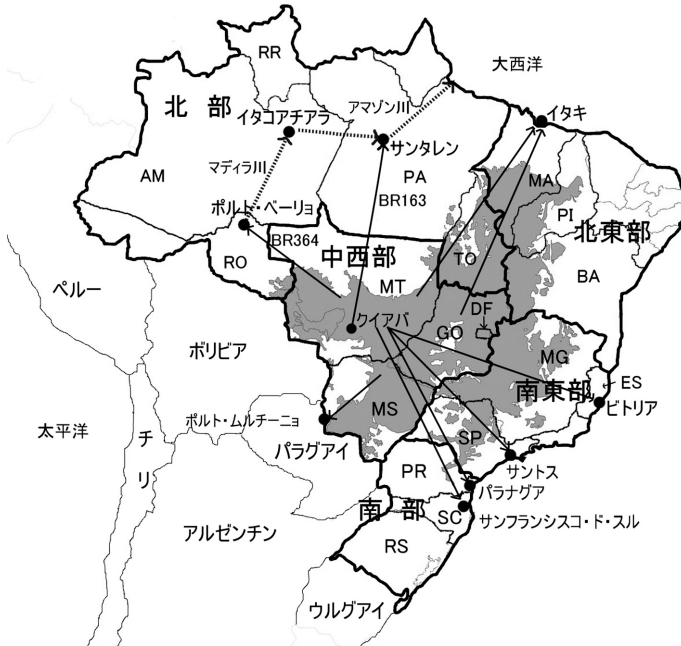 RR
大西洋
北 部
アマゾン川
イタコアチアラ
イタキ
サンタレン
マディラ川
AM
PA
MA
BR163
ポルト・ベーリョ
PI
北東部
BR364
中西部
TO
RO
MT
BA
ペルー
DF
クイアバ
GO
ボリビア
MG
ES
南東部
ビトリア
ポルト・ムルチーニョ
MS
太平洋
チリ
SP
パラグアイ
サントス
PR
パラナグア
南 部
SC
サンフランシスコ・ド・スル
アルゼンチン
RS
ウルグアイ